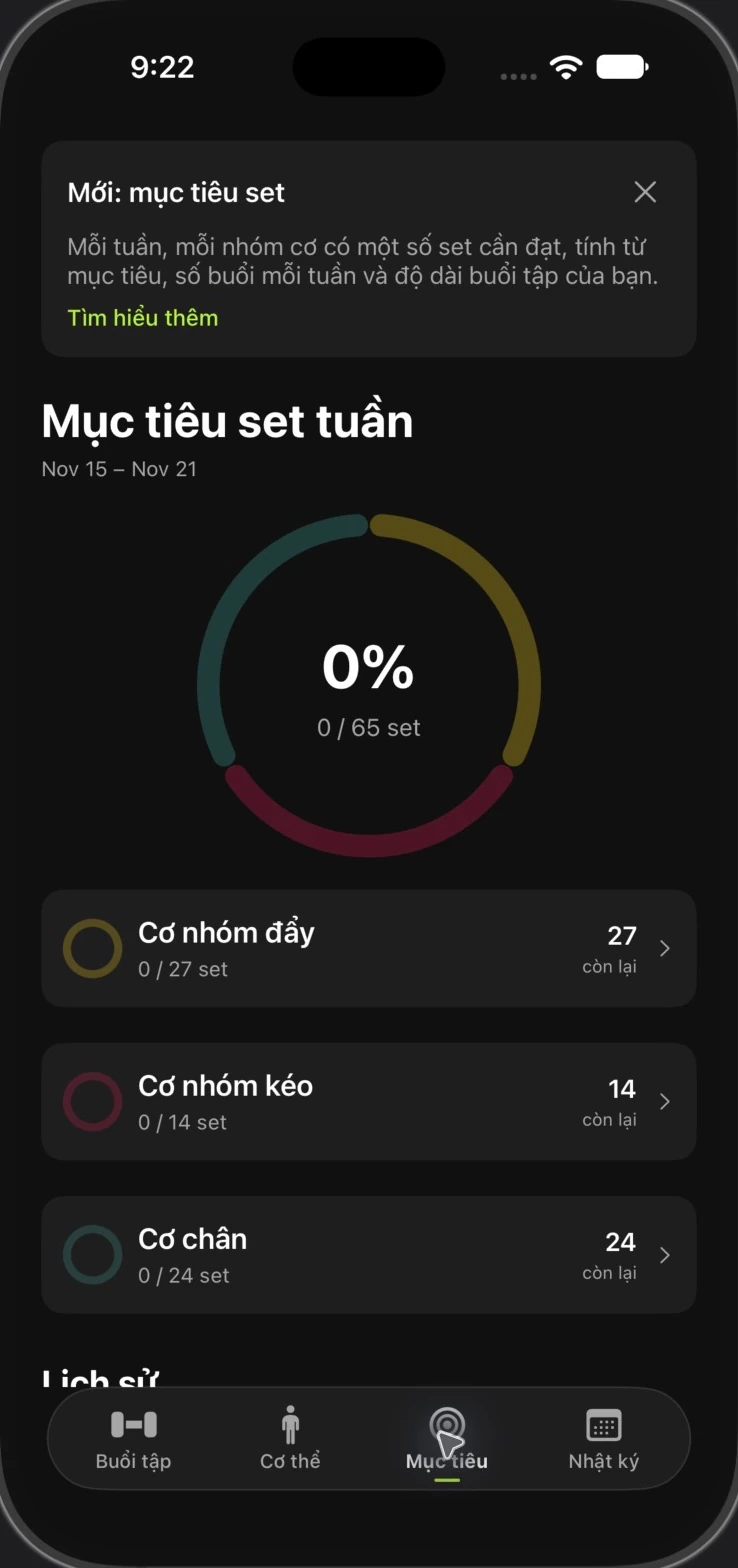 9:22
Mới: mục tiêu set
Mỗi tuần, mỗi nhóm cơ có một số set cần đạt, tính từ
mục tiêu, số buổi mỗi tuần và độ dài buổi tập của bạn.
Tìm hiểu thêm
Mục tiêu set tuần
Nov 15 – Nov 21
0%
0 / 65 set
Cơ nhóm đẩy
0 / 27 set
27
còn lại
Cơ nhóm kéo
0 / 14 set
14
còn lại
Cơ chân
0 / 24 set
24
còn lại
Lịch sử
Buổi tập
Cơ thể
Mục tiêu
Nhật ký